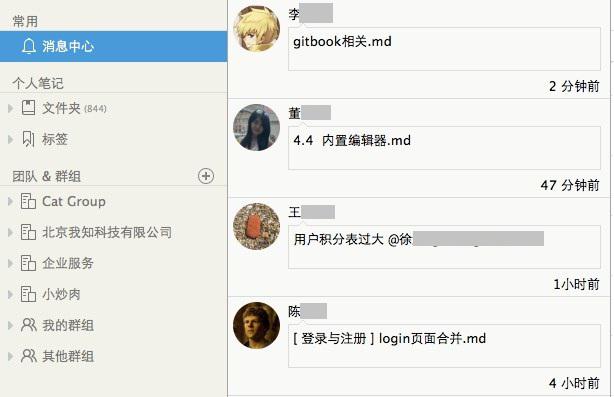 常用
消息中心
个人笔记
文件夹 (844)
标签
团队 & 群组
Cat Group
北京我知科技有限公司
企业服务
小炒肉
我的群组
其他群组
李
gitbook相关.md
2 分钟前
董
4.4 内置编辑器.md
47 分钟前
王
用户积分表过大 @徐
1小时前
陈
[ 登录与注册 ] login页面合并.md
4 小时前